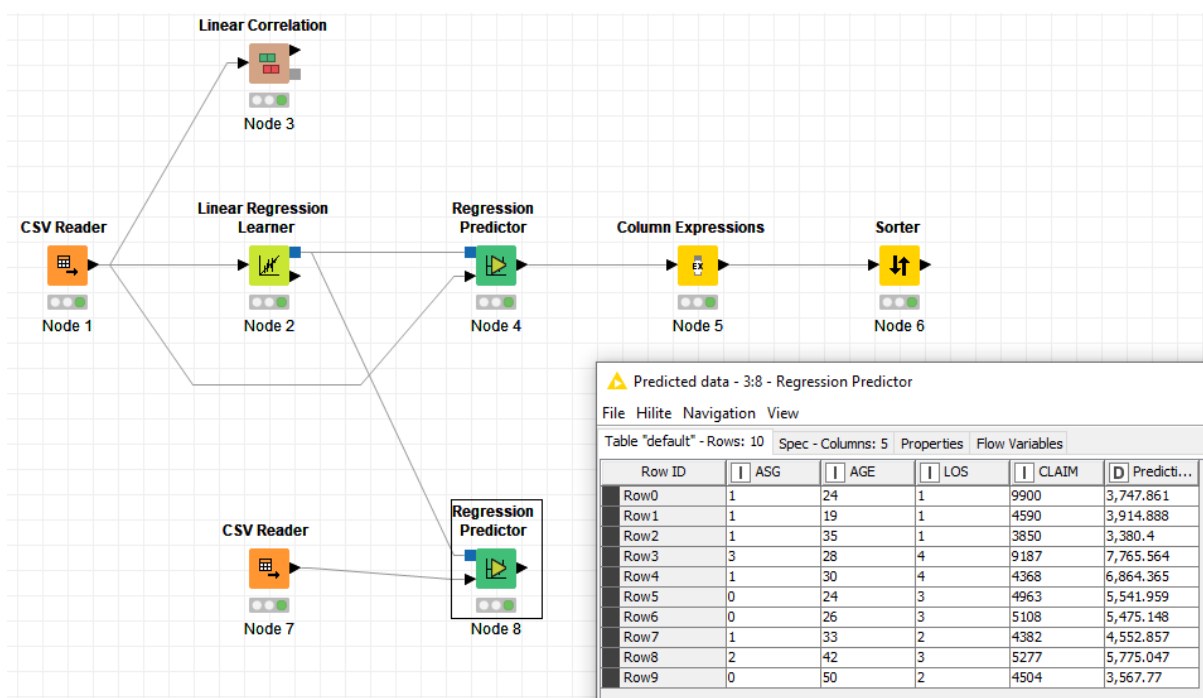 Linear Correlation
Node 3
CSV Reader
Node 1
Linear Regression
Learner
Node 2
Regression
Predictor
Node 4
Column Expressions
EX
Node 5
Sorter
Node 6
CSV Reader
Node 7
Regression
Predictor
Node 8
Predicted data - 3:8 - Regression Predictor
File Hilite Navigation View
Table "default" - Rows: 10 Spec - Columns: 5 Properties Flow Variables
Row ID I ASG I AGE I LOS I CLAIM D Predicti...
Row0 1 24 1 9900 3,747.861
Row1 1 19 1 4590 3,914.888
Row2 1 35 1 3850 3,380.4
Row3 3 28 4 9187 7,765.564
Row4 1 30 4 4368 6,864.365
Row5 0 24 3 4963 5,541.959
Row6 0 26 3 5108 5,475.148
Row7 1 33 2 4382 4,552.857
Row8 2 42 3 5277 5,775.047
Row9 0 50 2 4504 3,567.77